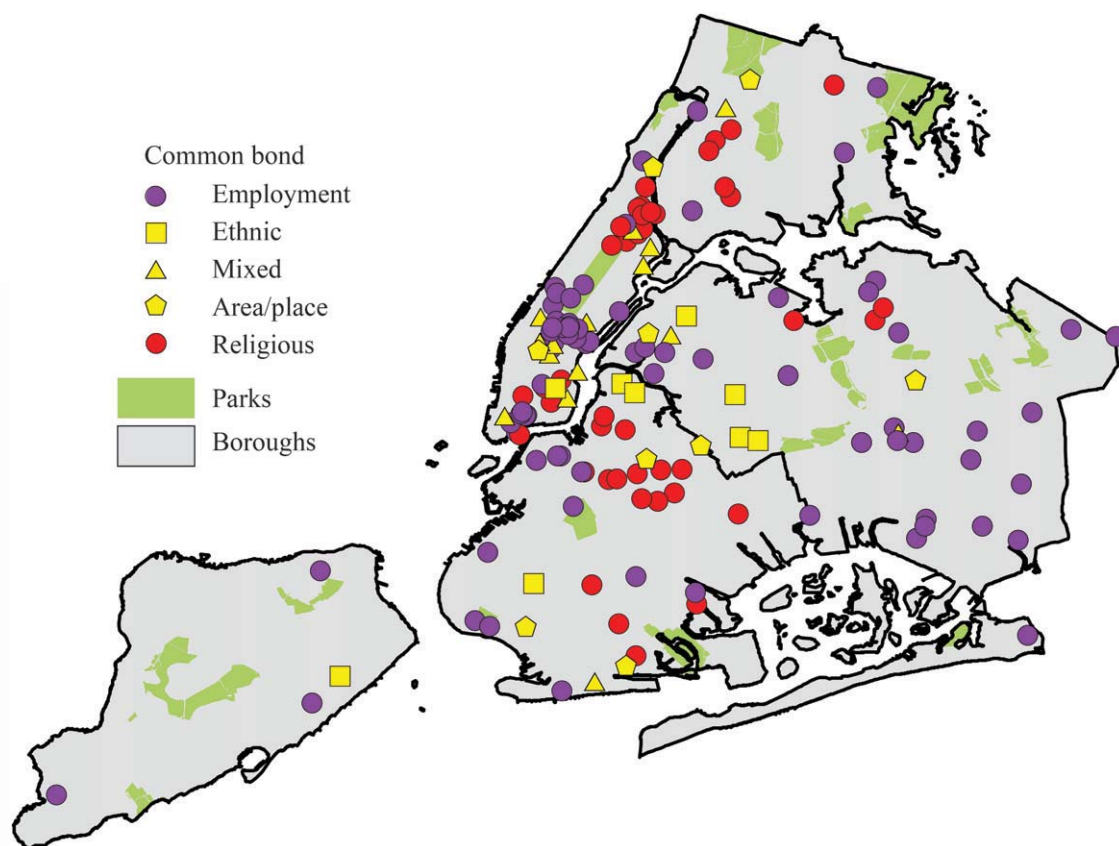 Common bond
Employment
Ethnic
Mixed
Area/place
Religious
Parks
Boroughs